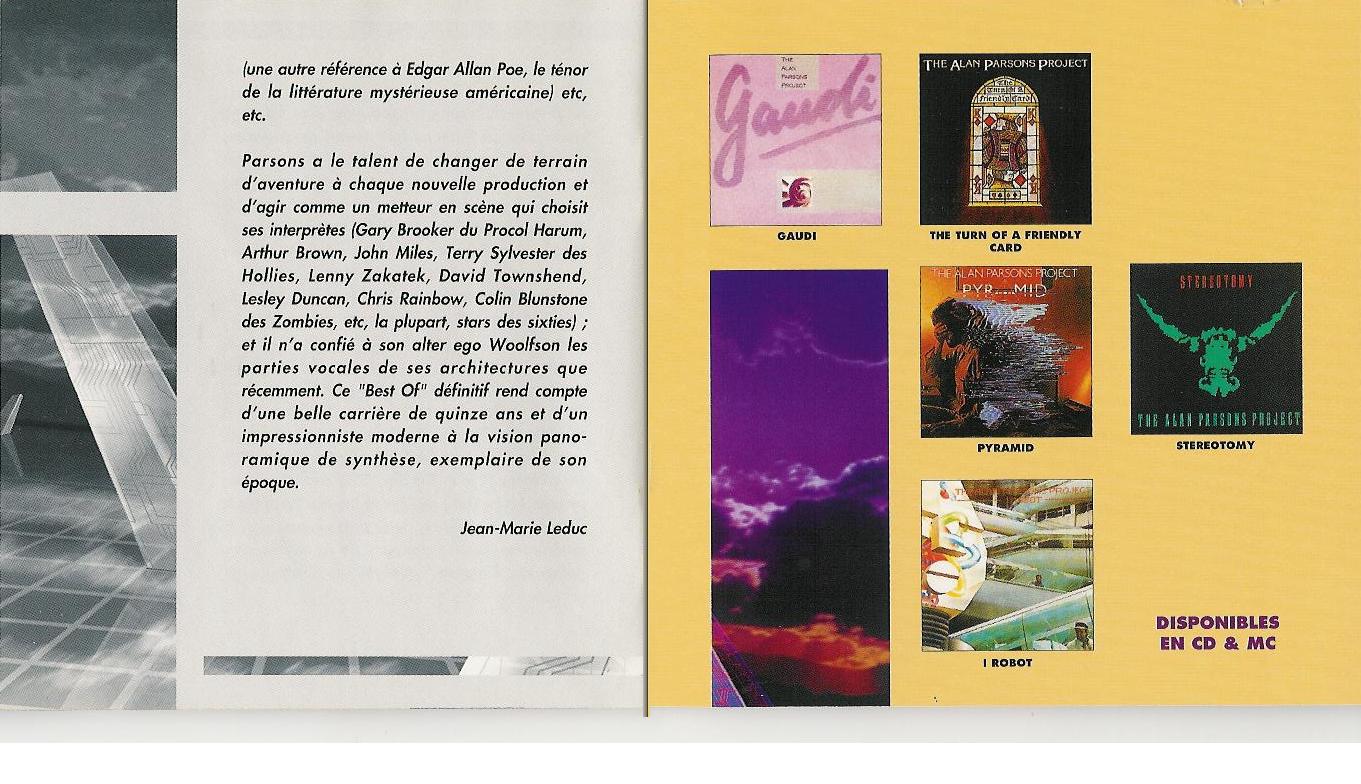 (une autre référence à Edgar Allan Poe, le ténor
de la littérature mystérieuse américaine) etc,
etc.
Parsons a le talent de changer de terrain
d'aventure à chaque nouvelle production et
d'agir comme un metteur en scène qui choisit
ses interprètes (Gary Brooker du Procol Harum,
Arthur Brown, John Miles, Terry Sylvester des
Hollies, Lenny Zakatek, David Townshend,
Lesley Duncan, Chris Rainbow, Colin Blunstone
des Zombies, etc, la plupart, stars des sixties) ;
et il n'a confié à son alter ego Woolfson les
parties vocales de ses architectures que
récemment. Ce "Best Of" définitif rend compte
d'une belle carrière de quinze ans et d'un
impressionniste moderne à la vision pano-
ramique de synthèse, exemplaire de son
époque.
Jean-Marie Leduc
THE
ALAN
PARSONS
PROJECT
Gaudi
GAUDI
THE ALAN PARSONS PROJECT
The
Turn of a
Friendly Card
THE TURN OF A FRIENDLY
CARD
THE ALAN PARSONS PROJECT
PYRAMID
PYRAMID
STEREOTOMY
THE ALAN PARSONS PROJECT
STEREOTOMY
I ROBOT
DISPONIBLES
EN CD & MC